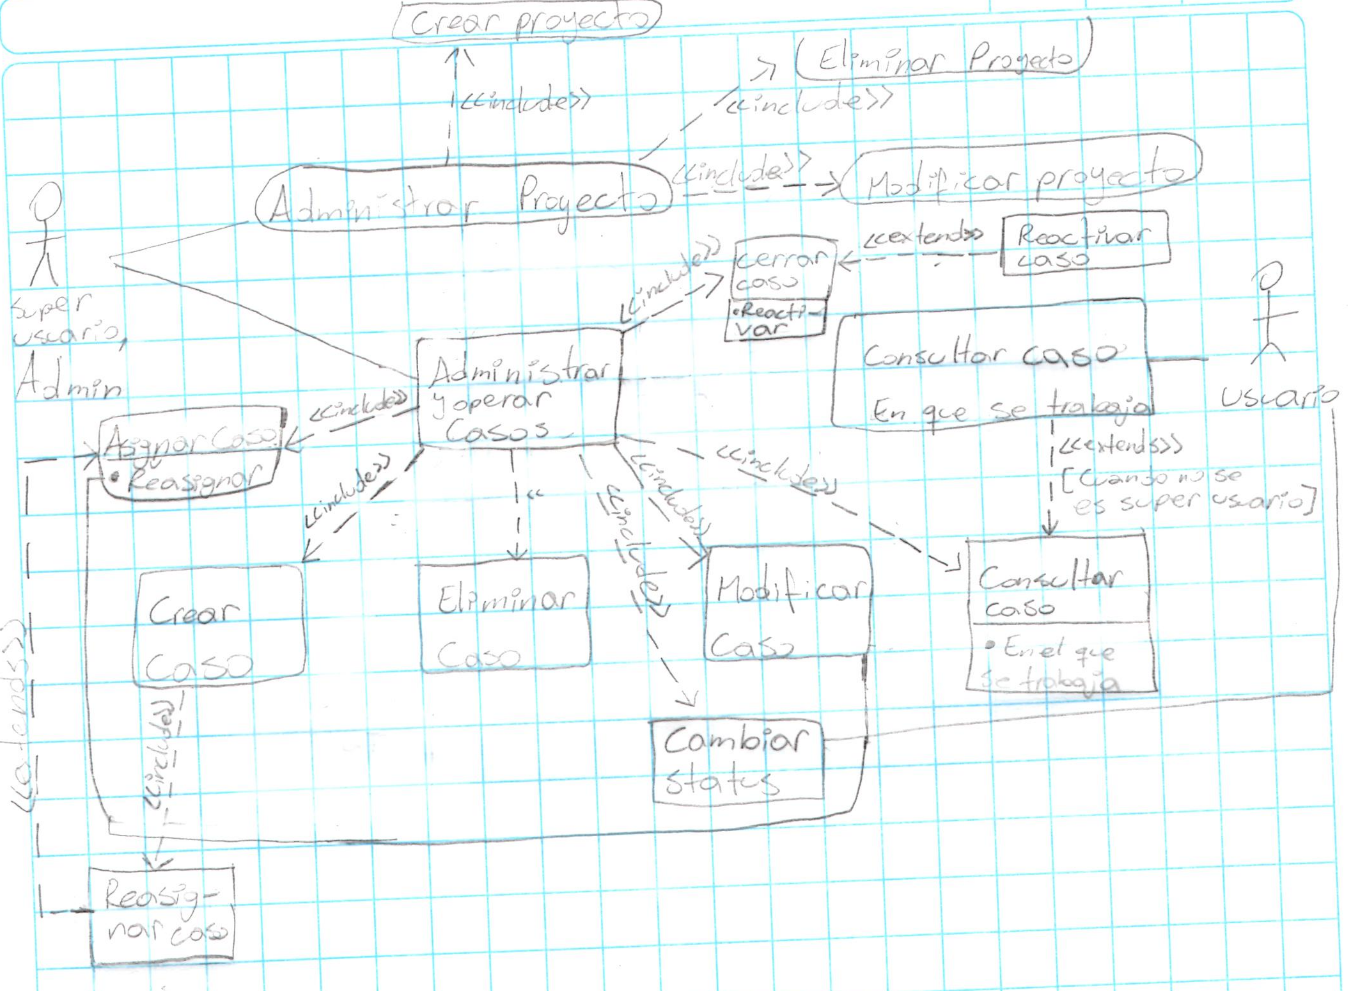 Crear proyecto
<<include>>
Eliminar Proyecto
<<include>>
Administrar Proyecto
<<include>>
Modificar proyecto
Super
usuario,
Admin
<<include>>
cerrar
caso
•Reacti-
var
<<extend>>
Reactivar
caso
Consultar caso
En que se trabaja
usuario
Administrar
y operar
Casos
<<include>>
Asignar Caso
• Reasignar
<<extends>>
[Cuando no se
es super usuario]
<<include>>
<<
<<include>>
<<include>>
<<include>>
Crear
Caso
Eliminar
Caso
Modificar
Caso
Consultar
caso
• En el que
se trabaja
Cambiar
status
<<include>>
<<extends>>
Reasig-
nar caso